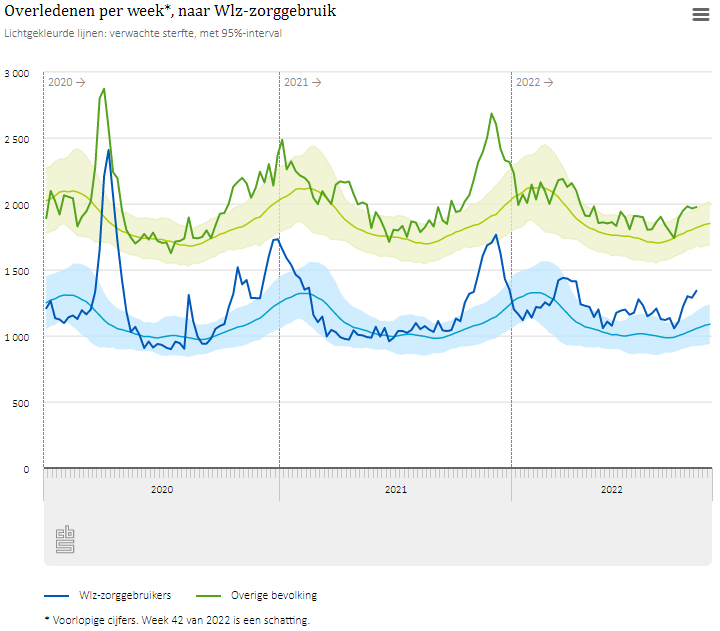 Overledenen per week*, naar Wlz-zorggebruik
Lichtgekleurde lijnen: verwachte sterfte, met 95%-interval
3 000
2020 →
2021 →
2022 →
2 500
2 000
1 500
1 000
500
0
2020
2021
2022
cbs
Wlz-zorggebruikers
Overige bevolking
* Voorlopige cijfers. Week 42 van 2022 is een schatting.